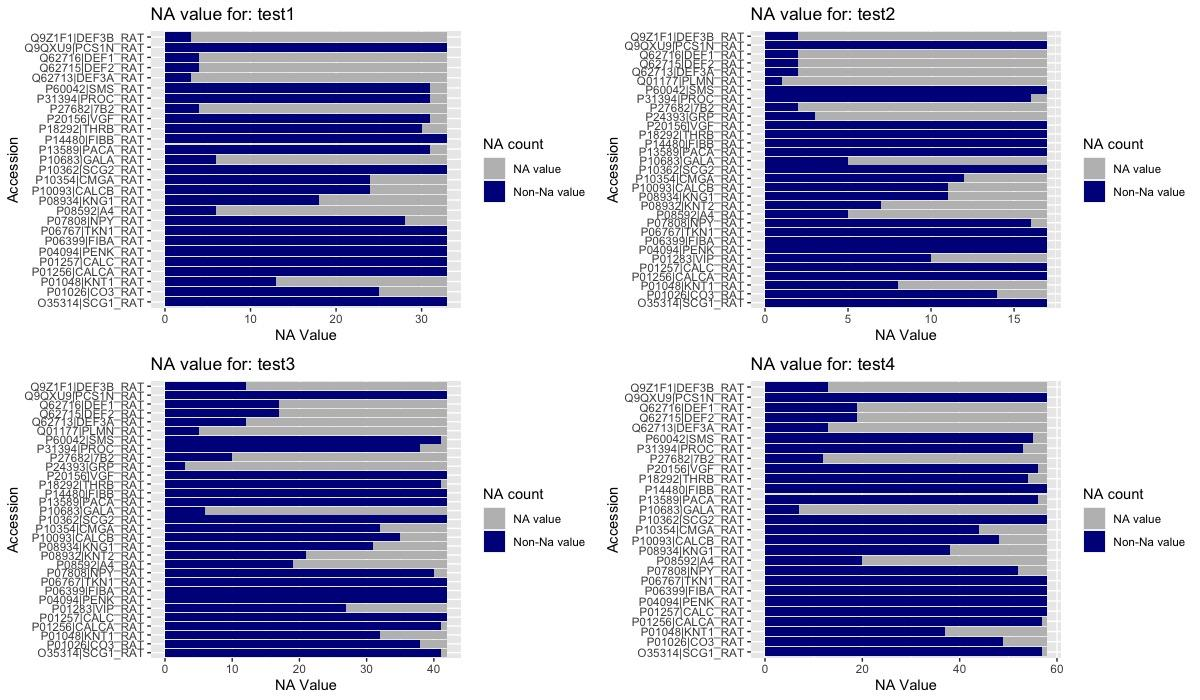 NA value for: test1
Accession
Q9Z1F1|DEF3B_RAT
Q9QXU9|PCS1N_RAT
Q62716|DEF1_RAT
Q62715|DEF2_RAT
Q62713|DEF3A_RAT
P60042|SMS_RAT
P31394|PROC_RAT
P27682|7B2_RAT
P20156|VGF_RAT
P18292|THRB_RAT
P14480|FIBB_RAT
P13589|PACA_RAT
P10683|GALA_RAT
P10362|SCG2_RAT
P10354|CMGA_RAT
P10093|CALCB_RAT
P08934|KNG1_RAT
P08592|A4_RAT
P07808|NPY_RAT
P06767|TKN1_RAT
P06399|FIBA_RAT
P04094|PENK_RAT
P01257|CALC_RAT
P01256|CALCA_RAT
P01048|KNT1_RAT
P01026|CO3_RAT
O35314|SCG1_RAT
0 10 20 30
NA Value
NA count
NA value
Non-Na value
NA value for: test2
Accession
Q9Z1F1|DEF3B_RAT
Q9QXU9|PCS1N_RAT
Q62716|DEF1_RAT
Q62715|DEF2_RAT
Q62713|DEF3A_RAT
Q01177|PLMN_RAT
P60042|SMS_RAT
P31394|PROC_RAT
P27682|7B2_RAT
P24393|GRP_RAT
P20156|VGF_RAT
P18292|THRB_RAT
P14480|FIBB_RAT
P13589|PACA_RAT
P10683|GALA_RAT
P10362|SCG2_RAT
P10354|CMGA_RAT
P10093|CALCB_RAT
P08934|KNG1_RAT
P08932|KNT2_RAT
P08592|A4_RAT
P07808|NPY_RAT
P06767|TKN1_RAT
P06399|FIBA_RAT
P04094|PENK_RAT
P01283|VIP_RAT
P01257|CALC_RAT
P01256|CALCA_RAT
P01048|KNT1_RAT
P01026|CO3_RAT
O35314|SCG1_RAT
0 5 10 15
NA Value
NA count
NA value
Non-Na value
NA value for: test3
Accession
Q9Z1F1|DEF3B_RAT
Q9QXU9|PCS1N_RAT
Q62716|DEF1_RAT
Q62715|DEF2_RAT
Q62713|DEF3A_RAT
Q01177|PLMN_RAT
P60042|SMS_RAT
P31394|PROC_RAT
P27682|7B2_RAT
P24393|GRP_RAT
P20156|VGF_RAT
P18292|THRB_RAT
P14480|FIBB_RAT
P13589|PACA_RAT
P10683|GALA_RAT
P10362|SCG2_RAT
P10354|CMGA_RAT
P10093|CALCB_RAT
P08934|KNG1_RAT
P08932|KNT2_RAT
P08592|A4_RAT
P07808|NPY_RAT
P06767|TKN1_RAT
P06399|FIBA_RAT
P04094|PENK_RAT
P01283|VIP_RAT
P01257|CALC_RAT
P01256|CALCA_RAT
P01048|KNT1_RAT
P01026|CO3_RAT
O35314|SCG1_RAT
0 10 20 30 40
NA Value
NA count
NA value
Non-Na value
NA value for: test4
Accession
Q9Z1F1|DEF3B_RAT
Q9QXU9|PCS1N_RAT
Q62716|DEF1_RAT
Q62715|DEF2_RAT
Q62713|DEF3A_RAT
P60042|SMS_RAT
P31394|PROC_RAT
P27682|7B2_RAT
P20156|VGF_RAT
P18292|THRB_RAT
P14480|FIBB_RAT
P13589|PACA_RAT
P10683|GALA_RAT
P10362|SCG2_RAT
P10354|CMGA_RAT
P10093|CALCB_RAT
P08934|KNG1_RAT
P08592|A4_RAT
P07808|NPY_RAT
P06767|TKN1_RAT
P06399|FIBA_RAT
P04094|PENK_RAT
P01257|CALC_RAT
P01256|CALCA_RAT
P01048|KNT1_RAT
P01026|CO3_RAT
O35314|SCG1_RAT
0 20 40 60
NA Value
NA count
NA value
Non-Na value